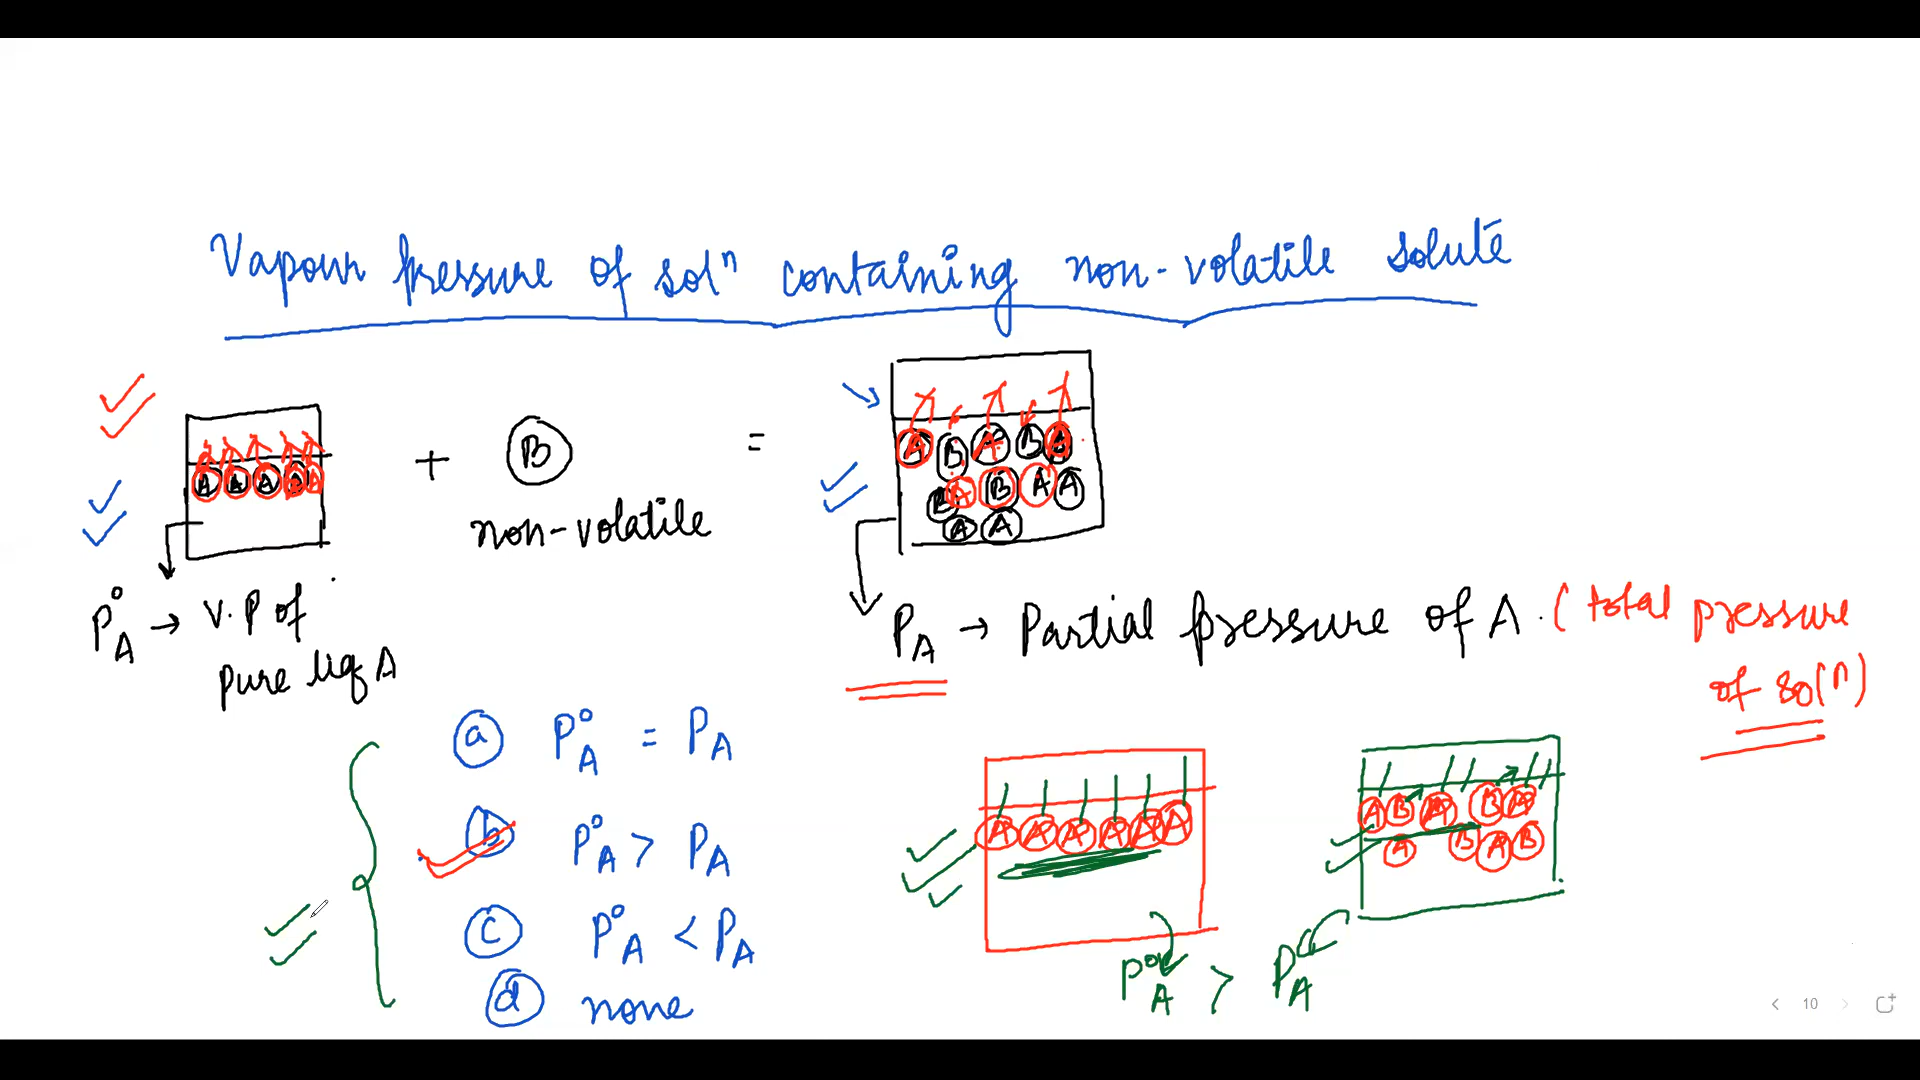 Vapour pressure of solⁿ containing non-volatile solute
A A A A A
+ B =
non-volatile
A B A B B
B A B A A
A A
P°A → V.P of
pure liq A
PA → Partial pressure of A. (total pressure
of solⁿ)
a P°A = PA
b P°A > PA
c P°A < PA
d none
A A A A A A
A B A B A
A B A B
P°A > PA
< 10 >